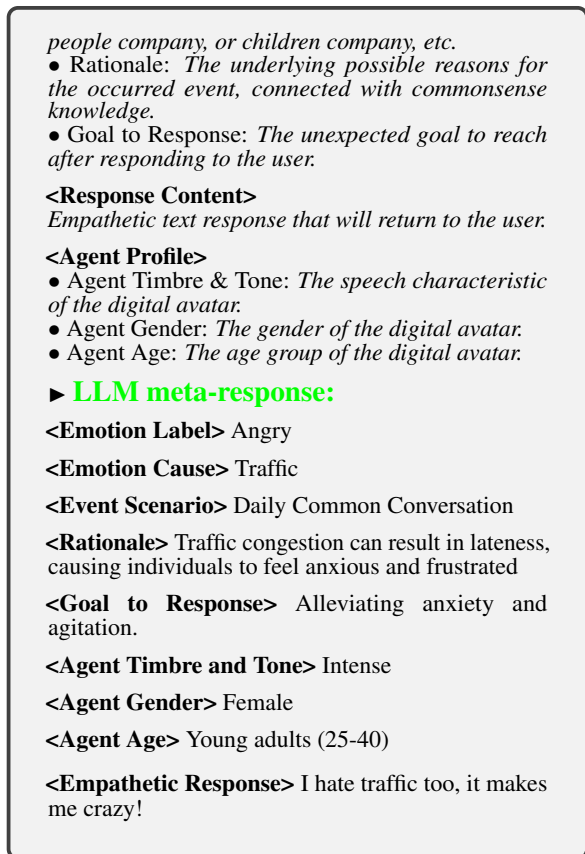 people company, or children company, etc.
• Rationale: The underlying possible reasons for
the occurred event, connected with commonsense
knowledge.
• Goal to Response: The unexpected goal to reach
after responding to the user.
<Response Content>
Empathetic text response that will return to the user.
<Agent Profile>
• Agent Timbre & Tone: The speech characteristic
of the digital avatar.
• Agent Gender: The gender of the digital avatar.
• Agent Age: The age group of the digital avatar.
► LLM meta-response:
<Emotion Label> Angry
<Emotion Cause> Traffic
<Event Scenario> Daily Common Conversation
<Rationale> Traffic congestion can result in lateness,
causing individuals to feel anxious and frustrated
<Goal to Response> Alleviating anxiety and
agitation.
<Agent Timbre and Tone> Intense
<Agent Gender> Female
<Agent Age> Young adults (25-40)
<Empathetic Response> I hate traffic too, it makes
me crazy!